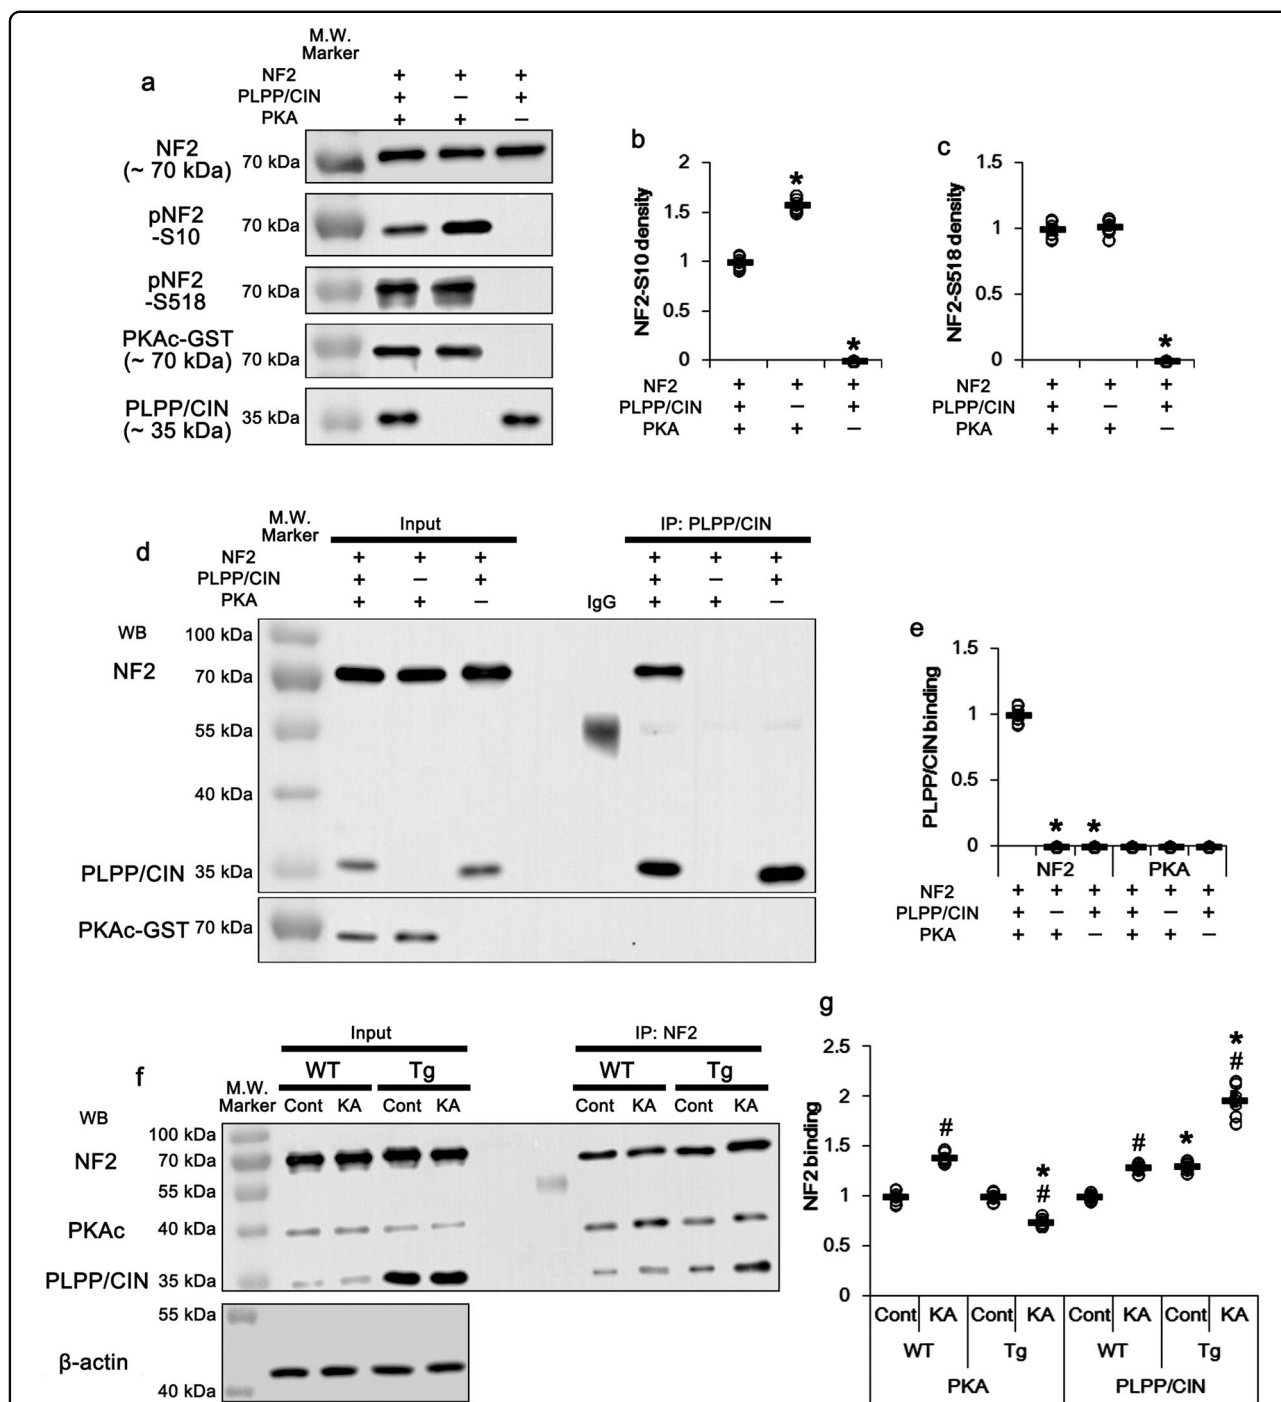 a
M.W.
Marker
NF2 + + +
PLPP/CIN + − +
PKA + + −
NF2
(~ 70 kDa)
70 kDa
pNF2
-S10
70 kDa
pNF2
-S518
70 kDa
PKAc-GST
(~ 70 kDa)
70 kDa
PLPP/CIN
(~ 35 kDa)
35 kDa
b
NF2-S10 density
2
1.5
1
0.5
0
*
*
NF2 + + +
PLPP/CIN + − +
PKA + + −
c
NF2-S518 density
1.5
1
0.5
0
*
NF2 + + +
PLPP/CIN + − +
PKA + + −
d
M.W.
Marker
Input
IP: PLPP/CIN
NF2 + + + + + +
PLPP/CIN + − + + − +
PKA + + − IgG + + −
WB
100 kDa
NF2 70 kDa
55 kDa
40 kDa
PLPP/CIN 35 kDa
PKAc-GST 70 kDa
e
PLPP/CIN binding
1.5
1
0.5
0
* *
NF2 PKA
NF2 + + + + + +
PLPP/CIN + − + + − +
PKA + + − + + −
f
Input
IP: NF2
WT Tg WT Tg
M.W.
Marker
Cont KA Cont KA Cont KA Cont KA
WB
100 kDa
NF2 70 kDa
55 kDa
PKAc 40 kDa
PLPP/CIN 35 kDa
55 kDa
β-actin
40 kDa
g
NF2 binding
2.5
2
1.5
1
0.5
0
#
*
#
#
*
*
#
Cont KA Cont KA Cont KA Cont KA
WT Tg WT Tg
PKA PLPP/CIN